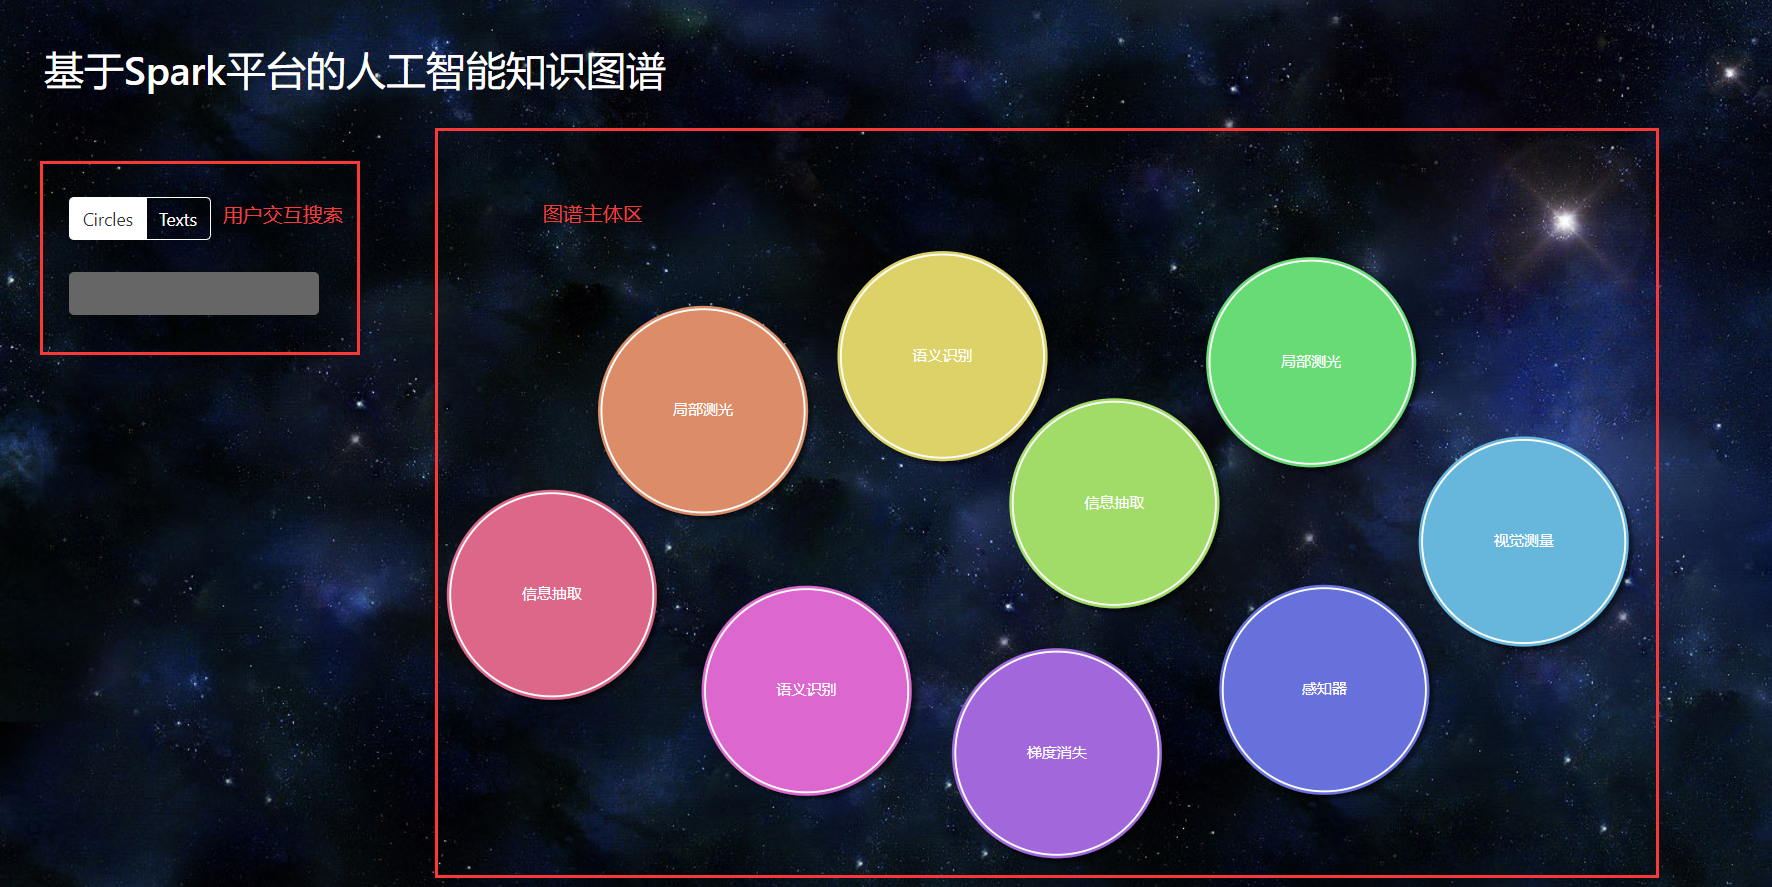 基于Spark平台的人工智能知识图谱
Circles Texts 用户交互搜索
图谱主体区
语义识别
局部测光
局部测光
信息抽取
视觉测量
信息抽取
语义识别
感知器
梯度消失